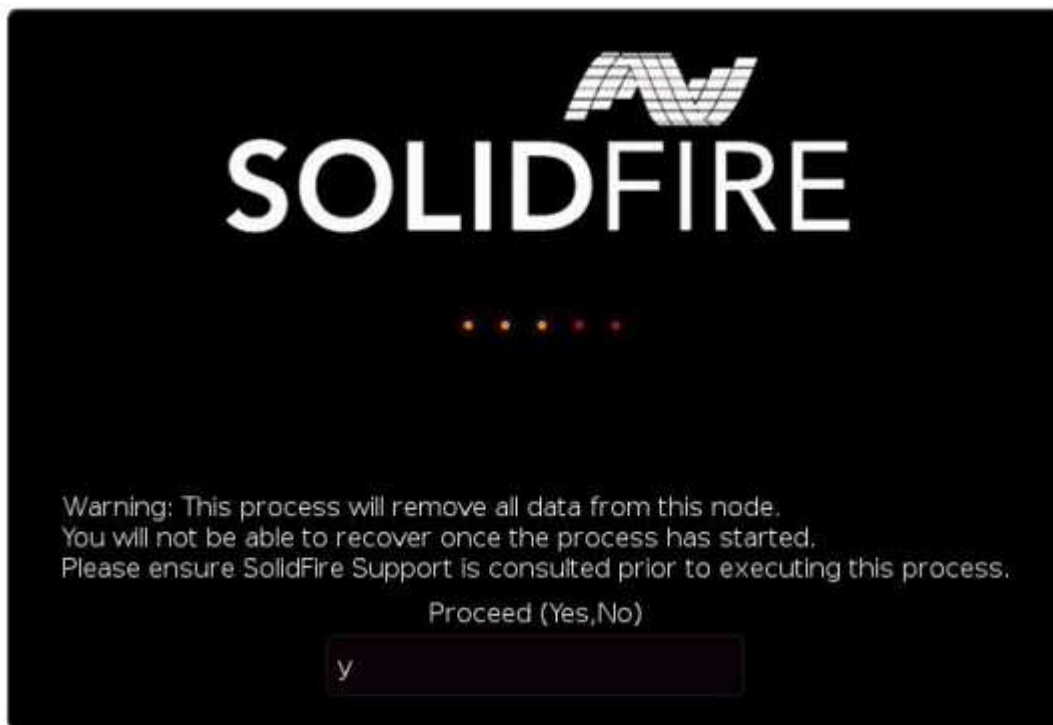 SOLIDFIRE
Warning: This process will remove all data from this node.
You will not be able to recover once the process has started.
Please ensure SolidFire Support is consulted prior to executing this process.
Proceed (Yes,No)
y